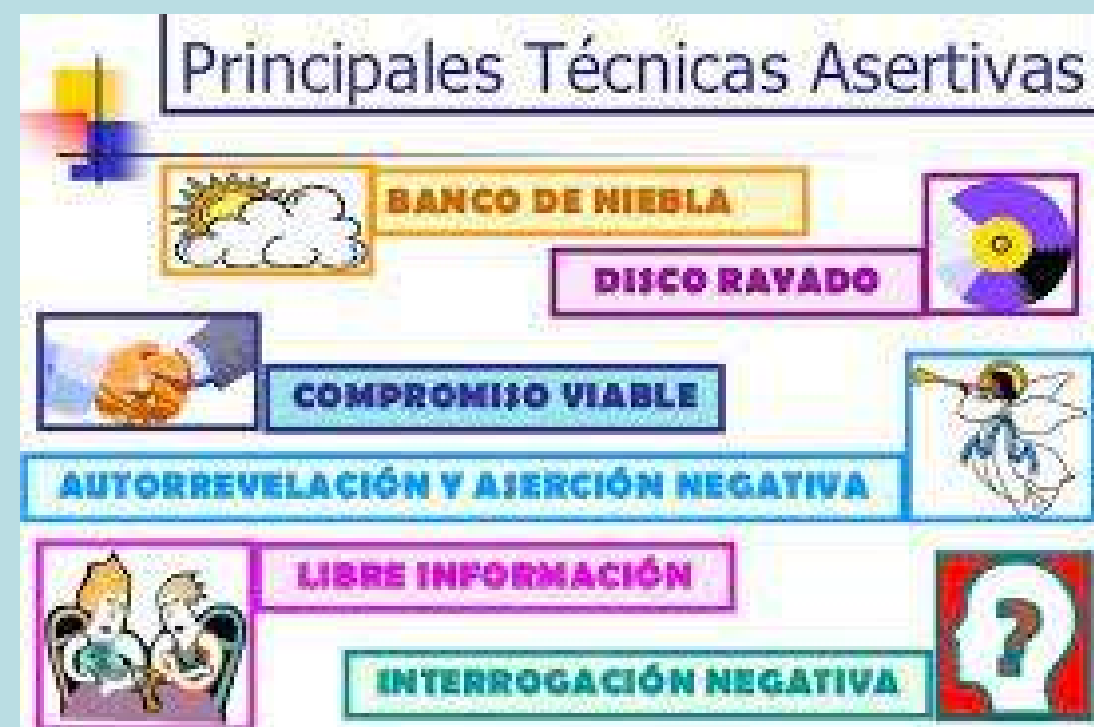 Principales Técnicas Asertivas
BANCO DE NIEBLA
DISCO RAYADO
COMPROMISO VIABLE
AUTORREVELACIÓN Y ASERCIÓN NEGATIVA
LIBRE INFORMACIÓN
INTERROGACIÓN NEGATIVA
?